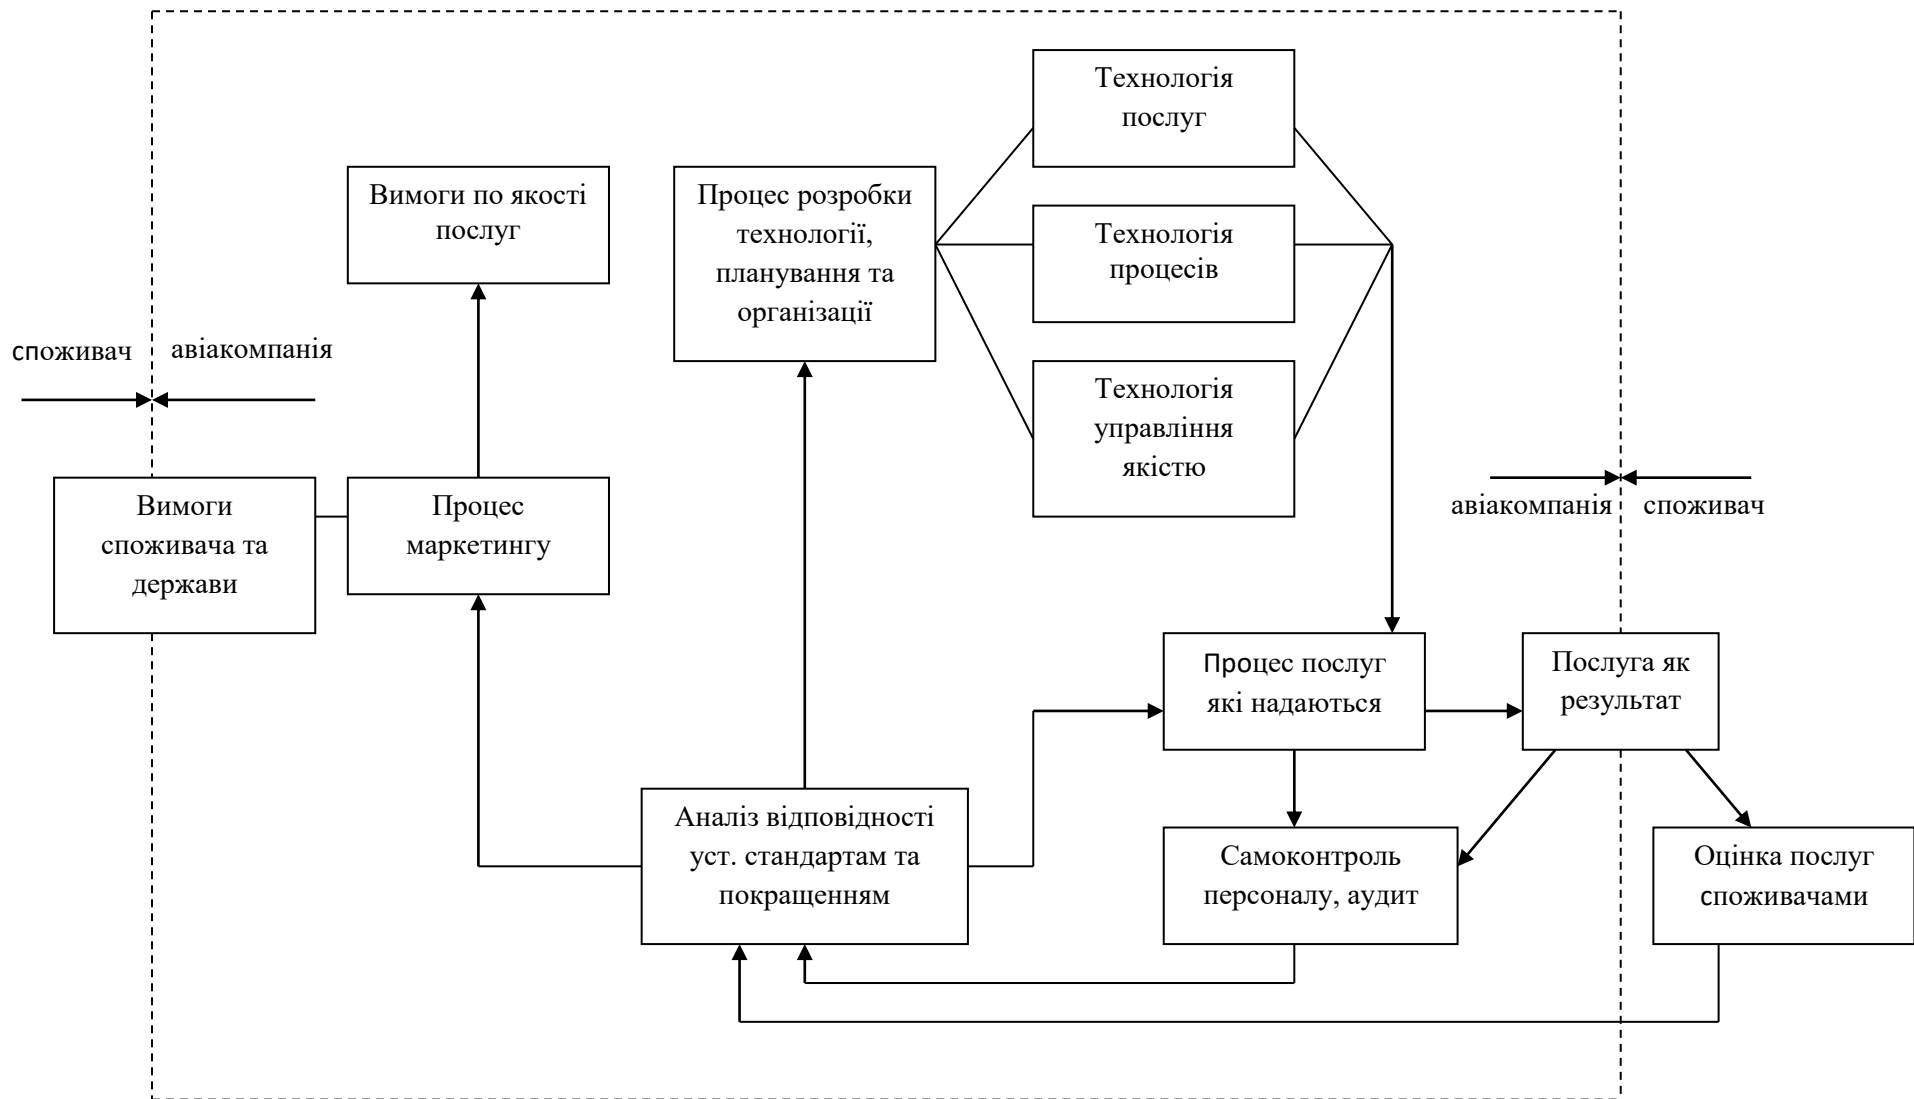 Технологія
послуг
Вимоги по якості
послуг
Процес розробки
технології,
планування та
організації
Технологія
процесів
споживач
авіакомпанія
Технологія
управління
якістю
Вимоги
споживача та
держави
Процес
маркетингу
авіакомпанія
споживач
Процес послуг
які надаються
Послуга як
результат
Аналіз відповідності
уст. стандартам та
покращенням
Самоконтроль
персоналу, аудит
Оцінка послуг
споживачами